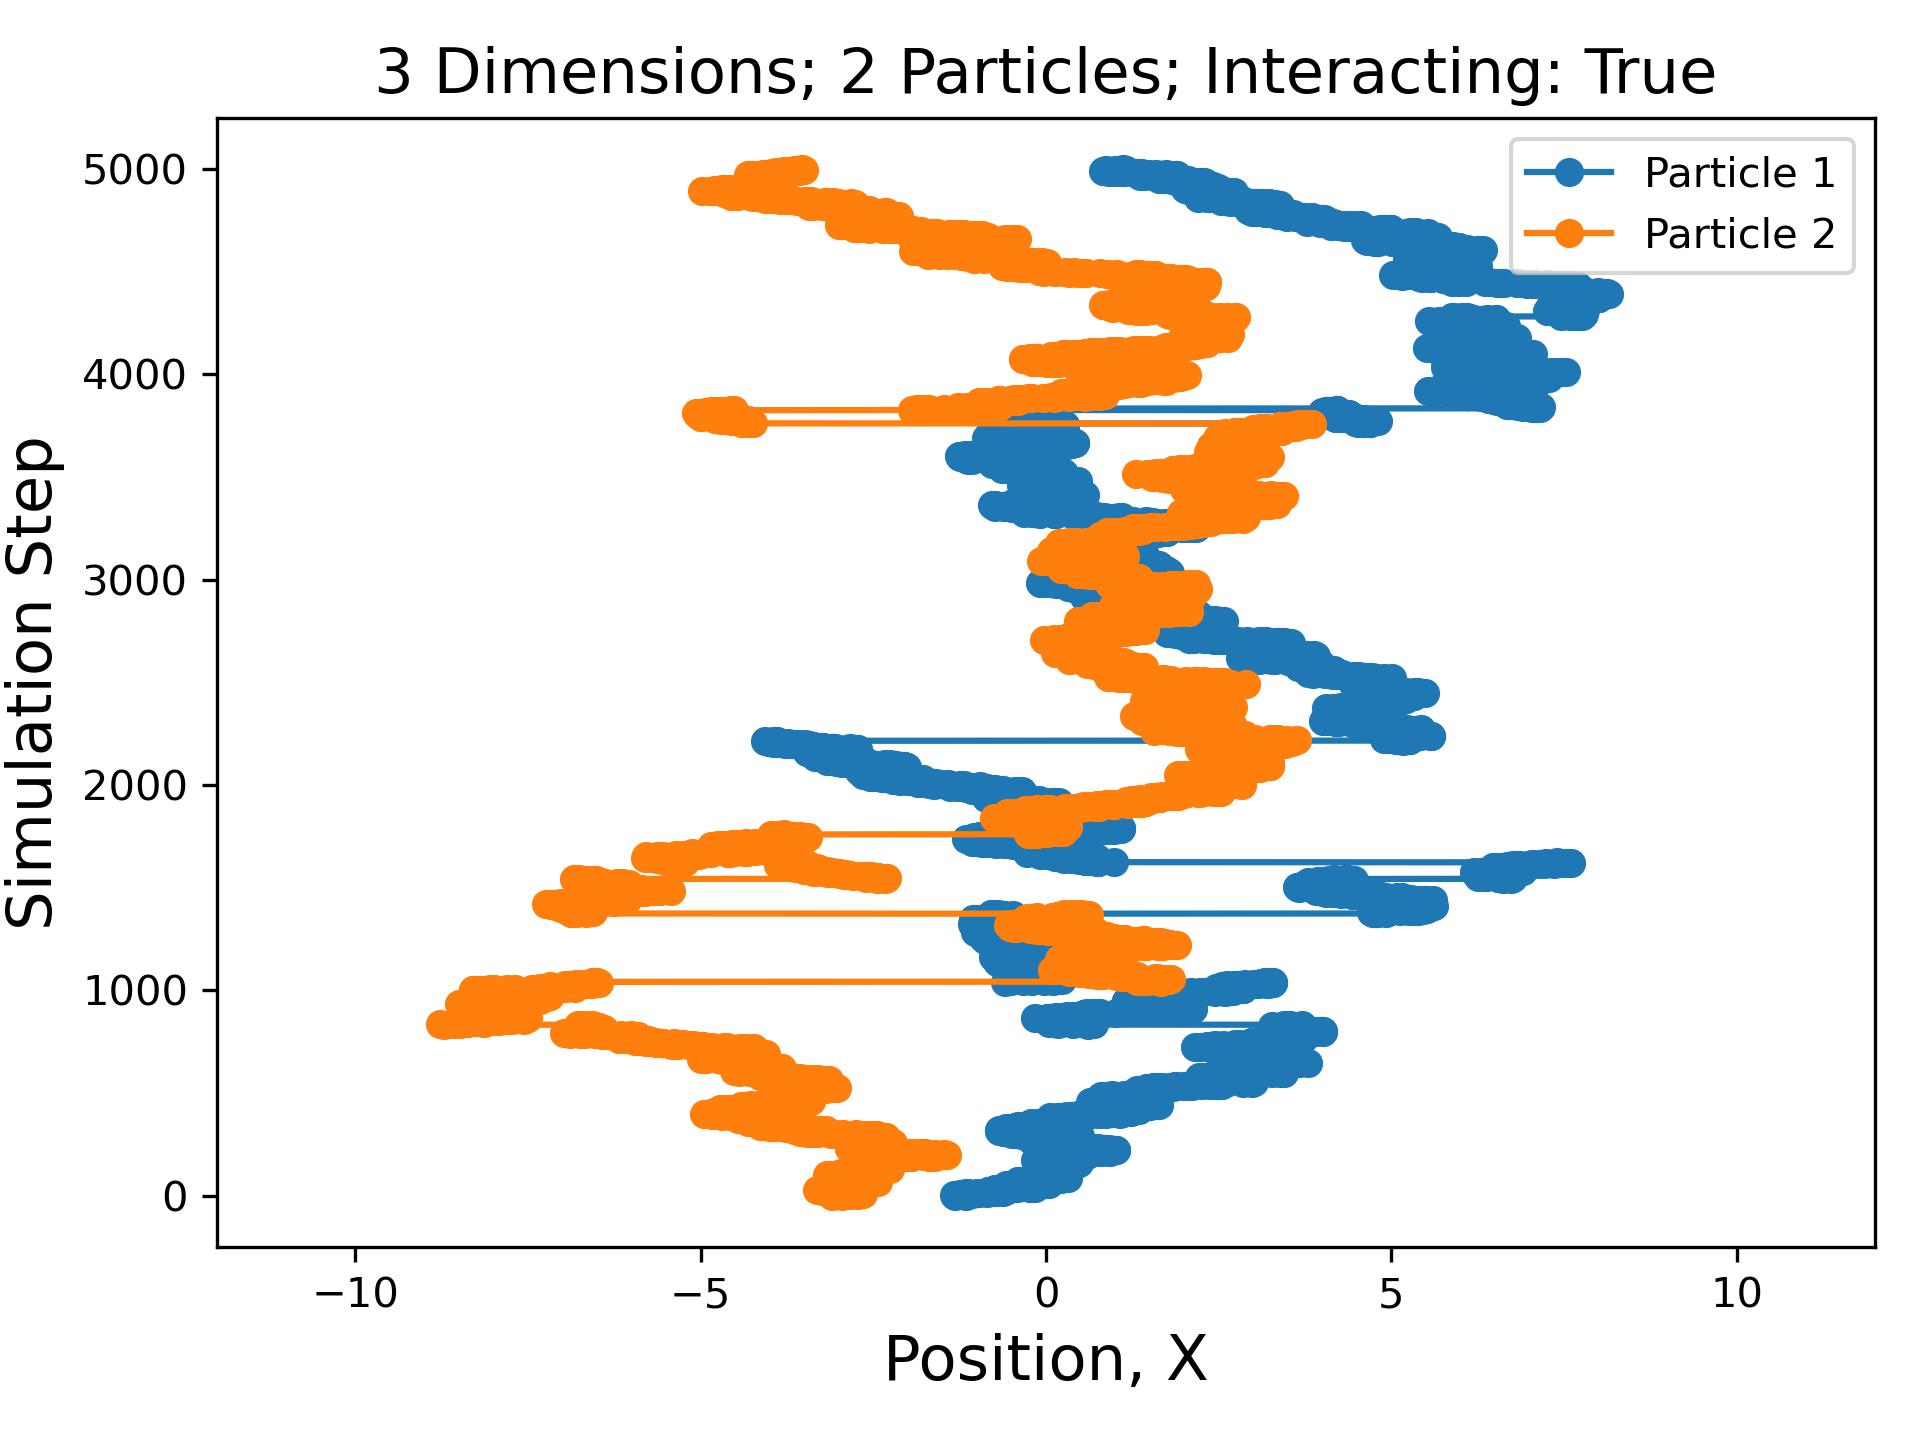 3 Dimensions; 2 Particles; Interacting: True
Particle 1
Particle 2
Simulation Step
5000
4000
3000
2000
1000
0
−10
−5
0
5
10
Position, X